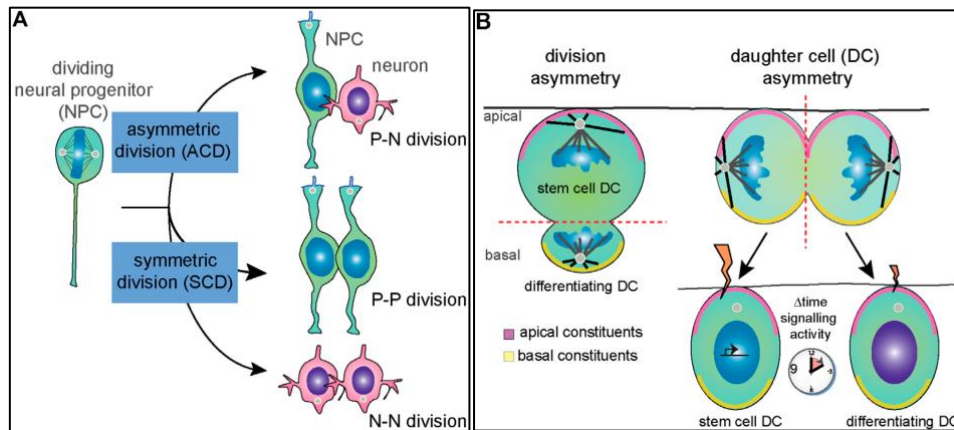 A
dividing
neural progenitor
(NPC)
asymmetric
division (ACD)
symmetric
division (SCD)
NPC
neuron
P-N division
P-P division
N-N division
B
division
asymmetry
daughter cell (DC)
asymmetry
apical
stem cell DC
basal
differentiating DC
apical constituents
basal constituents
Δtime
signalling
activity
12
9
stem cell DC
differentiating DC